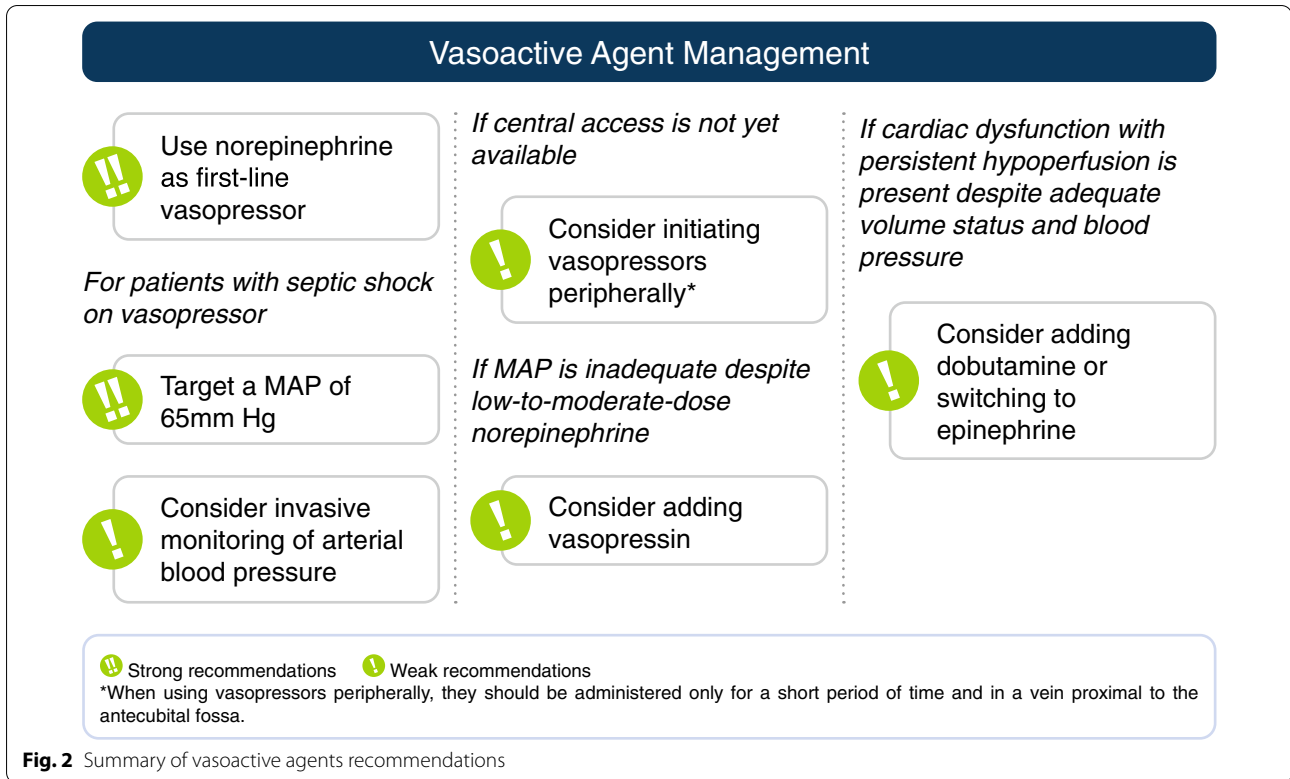 Vasoactive Agent Management
Use norepinephrine
as first-line
vasopressor
For patients with septic shock
on vasopressor
Target a MAP of
65mm Hg
Consider invasive
monitoring of arterial
blood pressure
If central access is not yet
available
Consider initiating
vasopressors
peripherally*
If MAP is inadequate despite
low-to-moderate-dose
norepinephrine
Consider adding
vasopressin
If cardiac dysfunction with
persistent hypoperfusion is
present despite adequate
volume status and blood
pressure
Consider adding
dobutamine or
switching to
epinephrine
!! Strong recommendations ! Weak recommendations
*When using vasopressors peripherally, they should be administered only for a short period of time and in a vein proximal to the
antecubital fossa.
Fig. 2 Summary of vasoactive agents recommendations